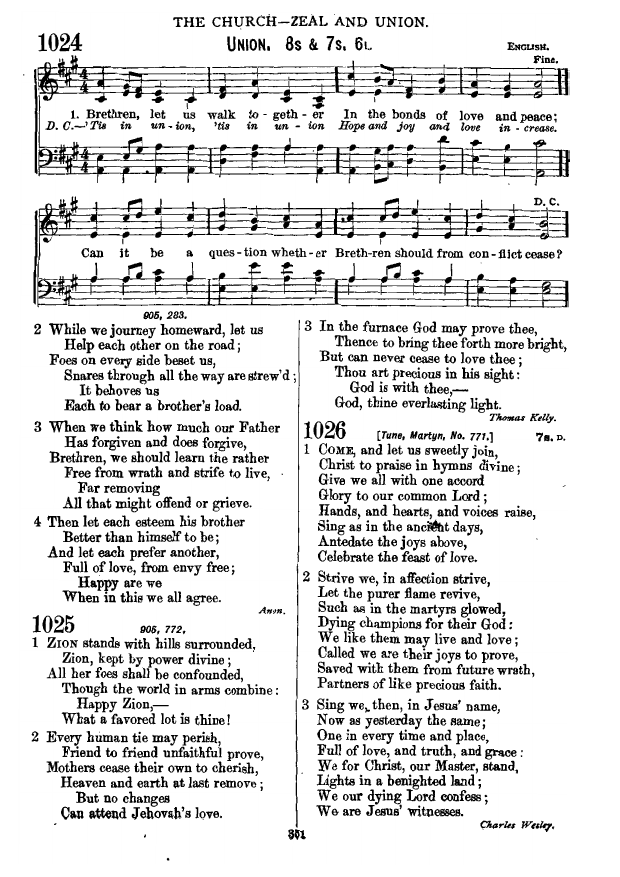 THE CHURCH—ZEAL AND UNION.
1024
UNION. 8s & 7s, 6L.
ENGLISH.
Fine.
1. Brethren, let us walk to-geth-er In the bonds of love and peace;
D. C.—'Tis in un-ion, 'tis in un-ion Hope and joy and love in-crease.
D. C.
Can it be a ques-tion wheth-er Breth-ren should from con-flict cease?
905, 283.
2 While we journey homeward, let us
Help each other on the road;
Foes on every side beset us,
Snares through all the way are strew'd;
It behoves us
Each to bear a brother's load.
3 When we think how much our Father
Has forgiven and does forgive,
Brethren, we should learn the rather
Free from wrath and strife to live,
Far removing
All that might offend or grieve.
4 Then let each esteem his brother
Better than himself to be;
And let each prefer another,
Full of love, from envy free;
Happy are we
When in this we all agree.
Anon.
1025
905, 772.
1 ZION stands with hills surrounded,
Zion, kept by power divine;
All her foes shall be confounded,
Though the world in arms combine:
Happy Zion,—
What a favored lot is thine!
2 Every human tie may perish,
Friend to friend unfaithful prove,
Mothers cease their own to cherish,
Heaven and earth at last remove;
But no changes
Can attend Jehovah's love.
3 In the furnace God may prove thee,
Thence to bring thee forth more bright,
But can never cease to love thee;
Thou art precious in his sight:
God is with thee,—
God, thine everlasting light.
Thomas Kelly.
1026
[Tune, Martyn, No. 771.]
7s. D.
1 COME, and let us sweetly join,
Christ to praise in hymns divine;
Give we all with one accord
Glory to our common Lord;
Hands, and hearts, and voices raise,
Sing as in the ancient days,
Antedate the joys above,
Celebrate the feast of love.
2 Strive we, in affection strive,
Let the purer flame revive,
Such as in the martyrs glowed,
Dying champions for their God:
We like them may live and love;
Called we are their joys to prove,
Saved with them from future wrath,
Partners of like precious faith.
3 Sing we, then, in Jesus' name,
Now as yesterday the same;
One in every time and place,
Full of love, and truth, and grace:
We for Christ, our Master, stand,
Lights in a benighted land;
We our dying Lord confess;
We are Jesus' witnesses.
Charles Wesley.
351